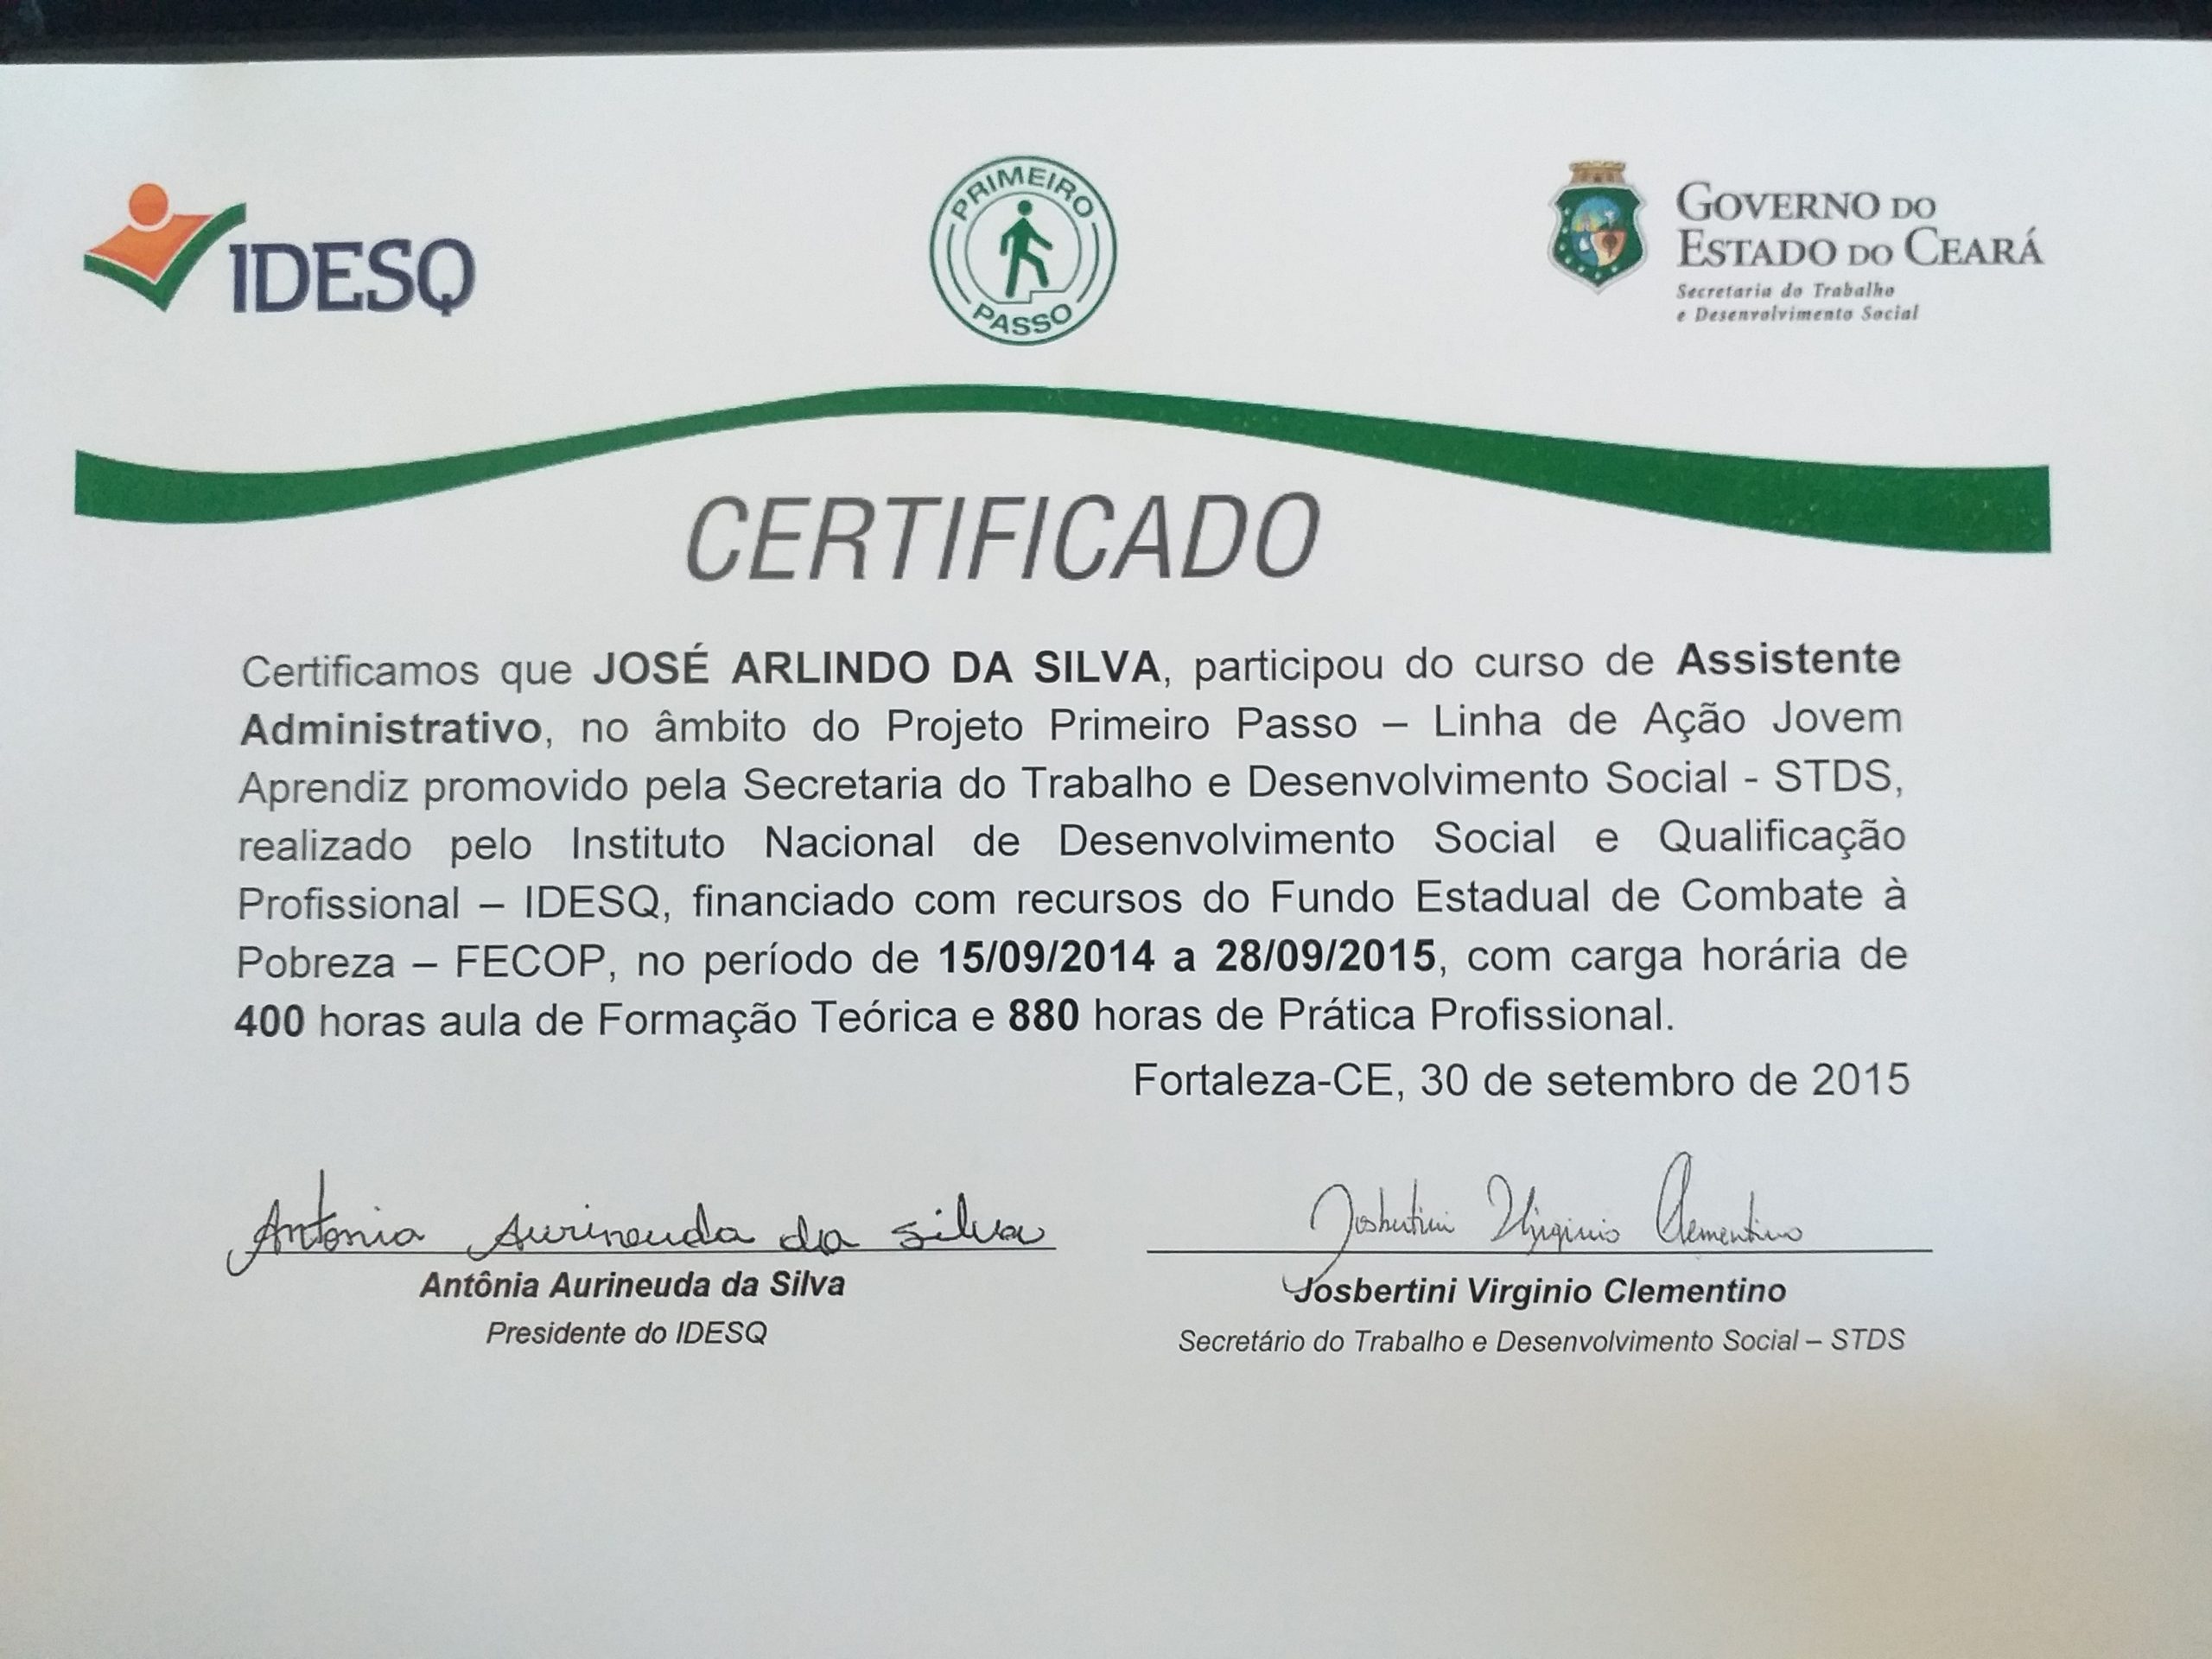 IDESQ
PRIMEIRO
PASSO
GOVERNO DO
ESTADO DO CEARÁ
Secretaria do Trabalho
e Desenvolvimento Social
CERTIFICADO
Certificamos que JOSÉ ARLINDO DA SILVA, participou do curso de Assistente
Administrativo, no âmbito do Projeto Primeiro Passo – Linha de Ação Jovem
Aprendiz promovido pela Secretaria do Trabalho e Desenvolvimento Social - STDS,
realizado pelo Instituto Nacional de Desenvolvimento Social e Qualificação
Profissional – IDESQ, financiado com recursos do Fundo Estadual de Combate à
Pobreza – FECOP, no período de 15/09/2014 a 28/09/2015, com carga horária de
400 horas aula de Formação Teórica e 880 horas de Prática Profissional.
Fortaleza-CE, 30 de setembro de 2015
Antonia Aurineuda da Silva
Josbertini Virginio Clementino
Antônia Aurineuda da Silva
Josbertini Virginio Clementino
Presidente do IDESQ
Secretário do Trabalho e Desenvolvimento Social – STDS